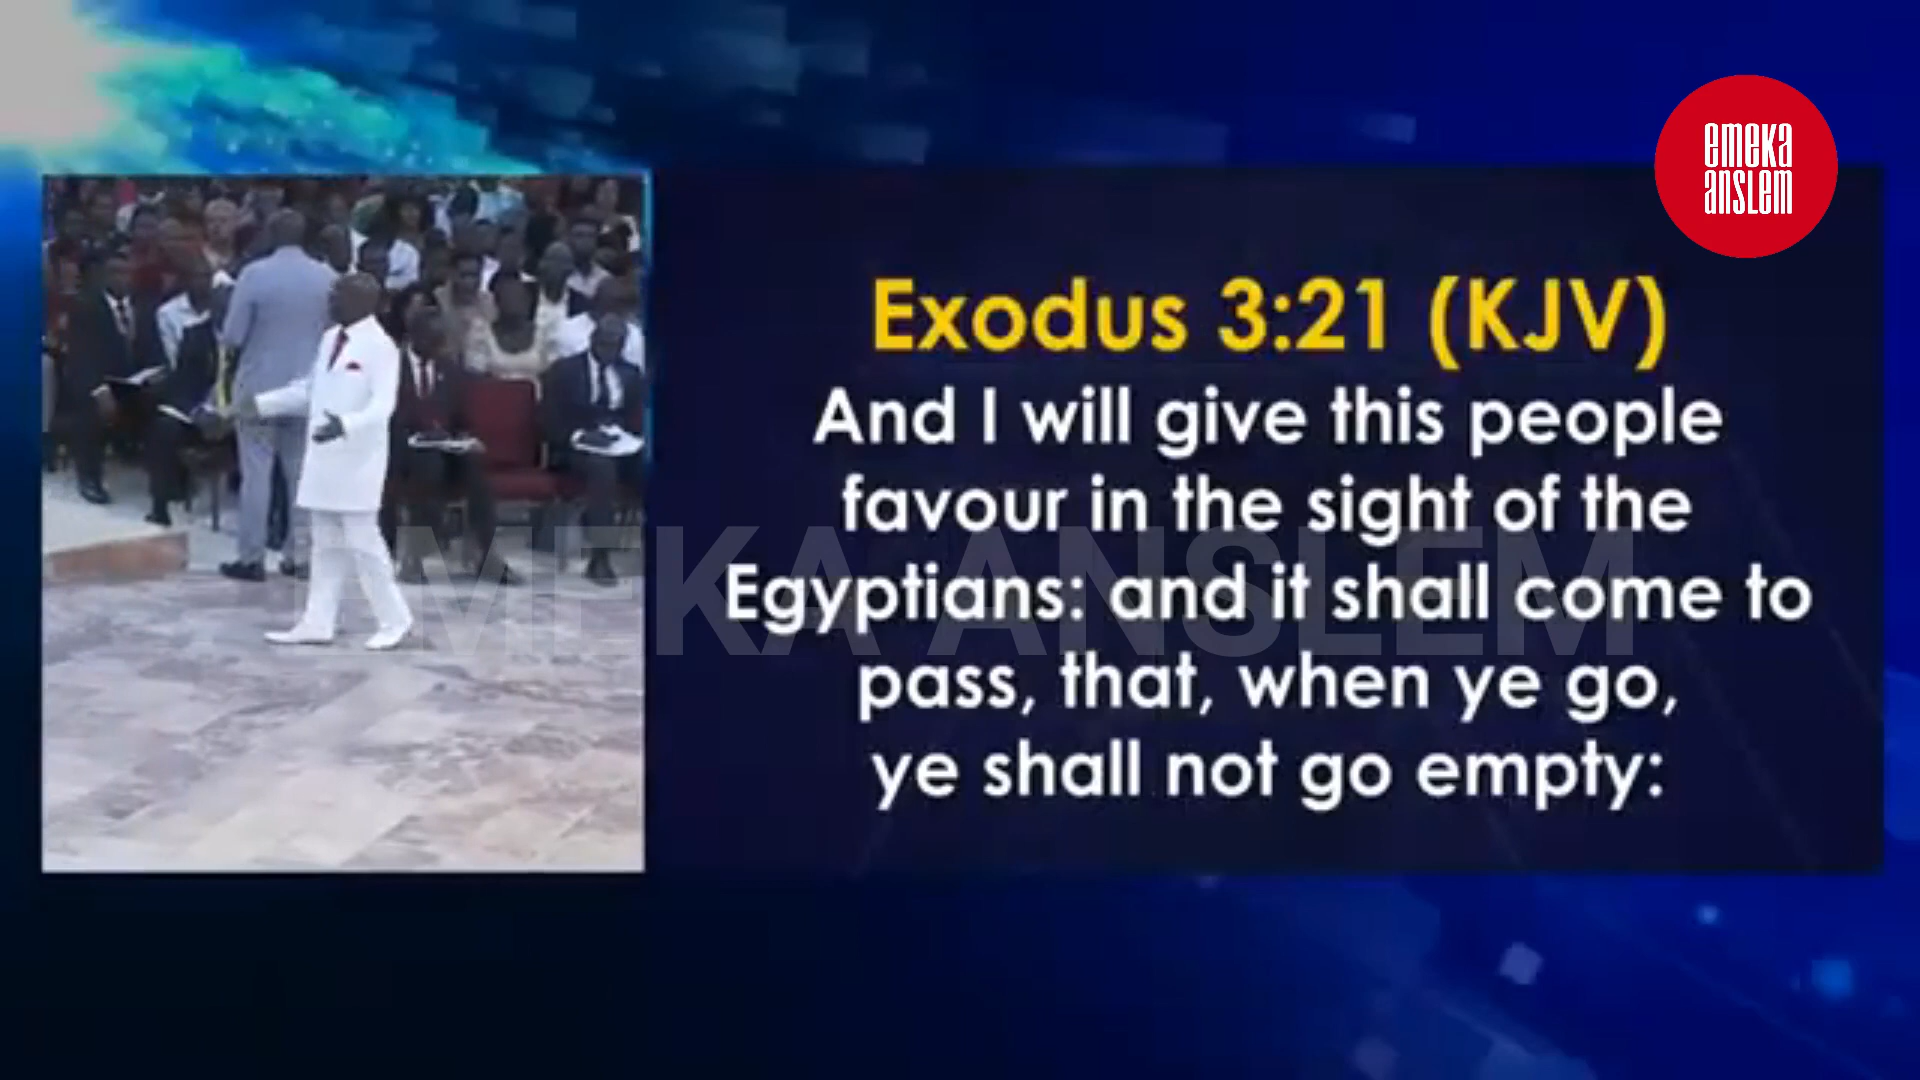 emeka
anslem
Exodus 3:21 (KJV)
And I will give this people
favour in the sight of the
Egyptians: and it shall come to
pass, that, when ye go,
ye shall not go empty:
EMEKA ANSLEM